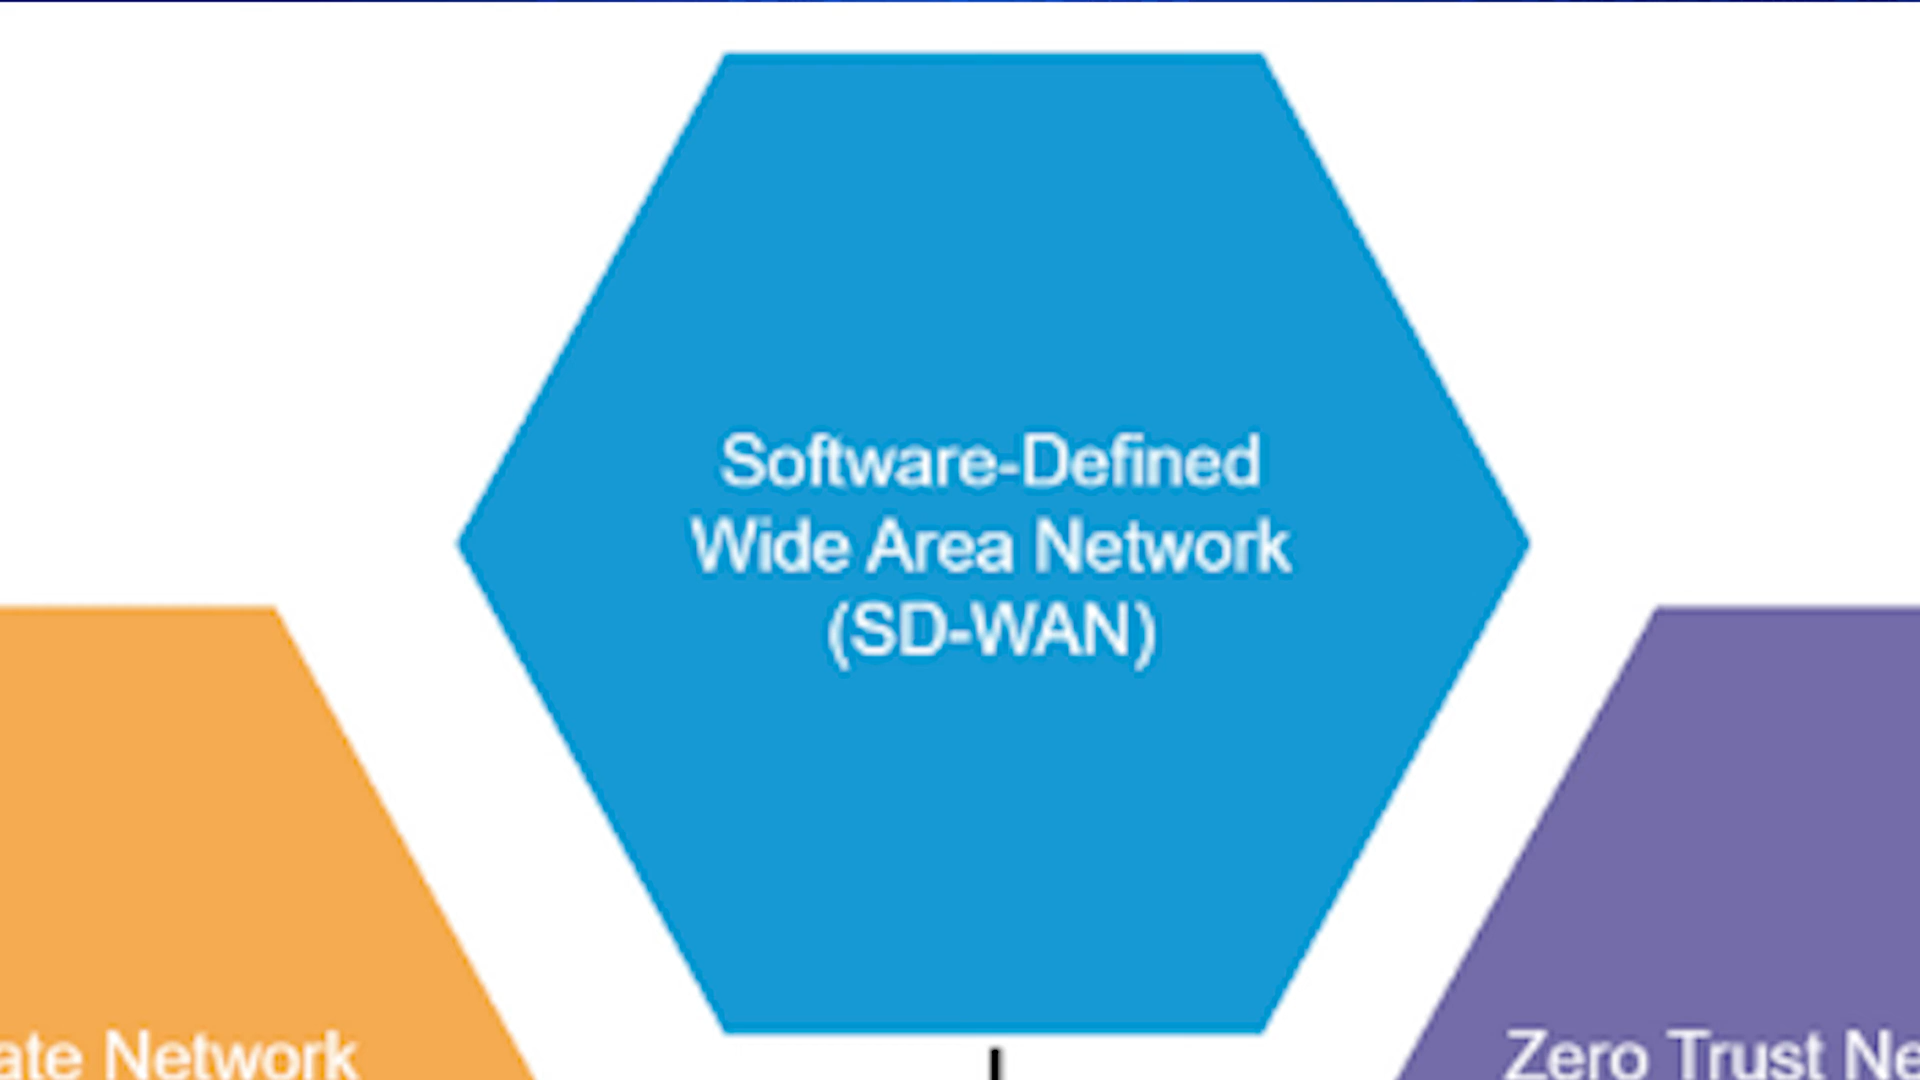 Software-Defined
Wide Area Network
(SD-WAN)
ate Network
Zero Trust Ne